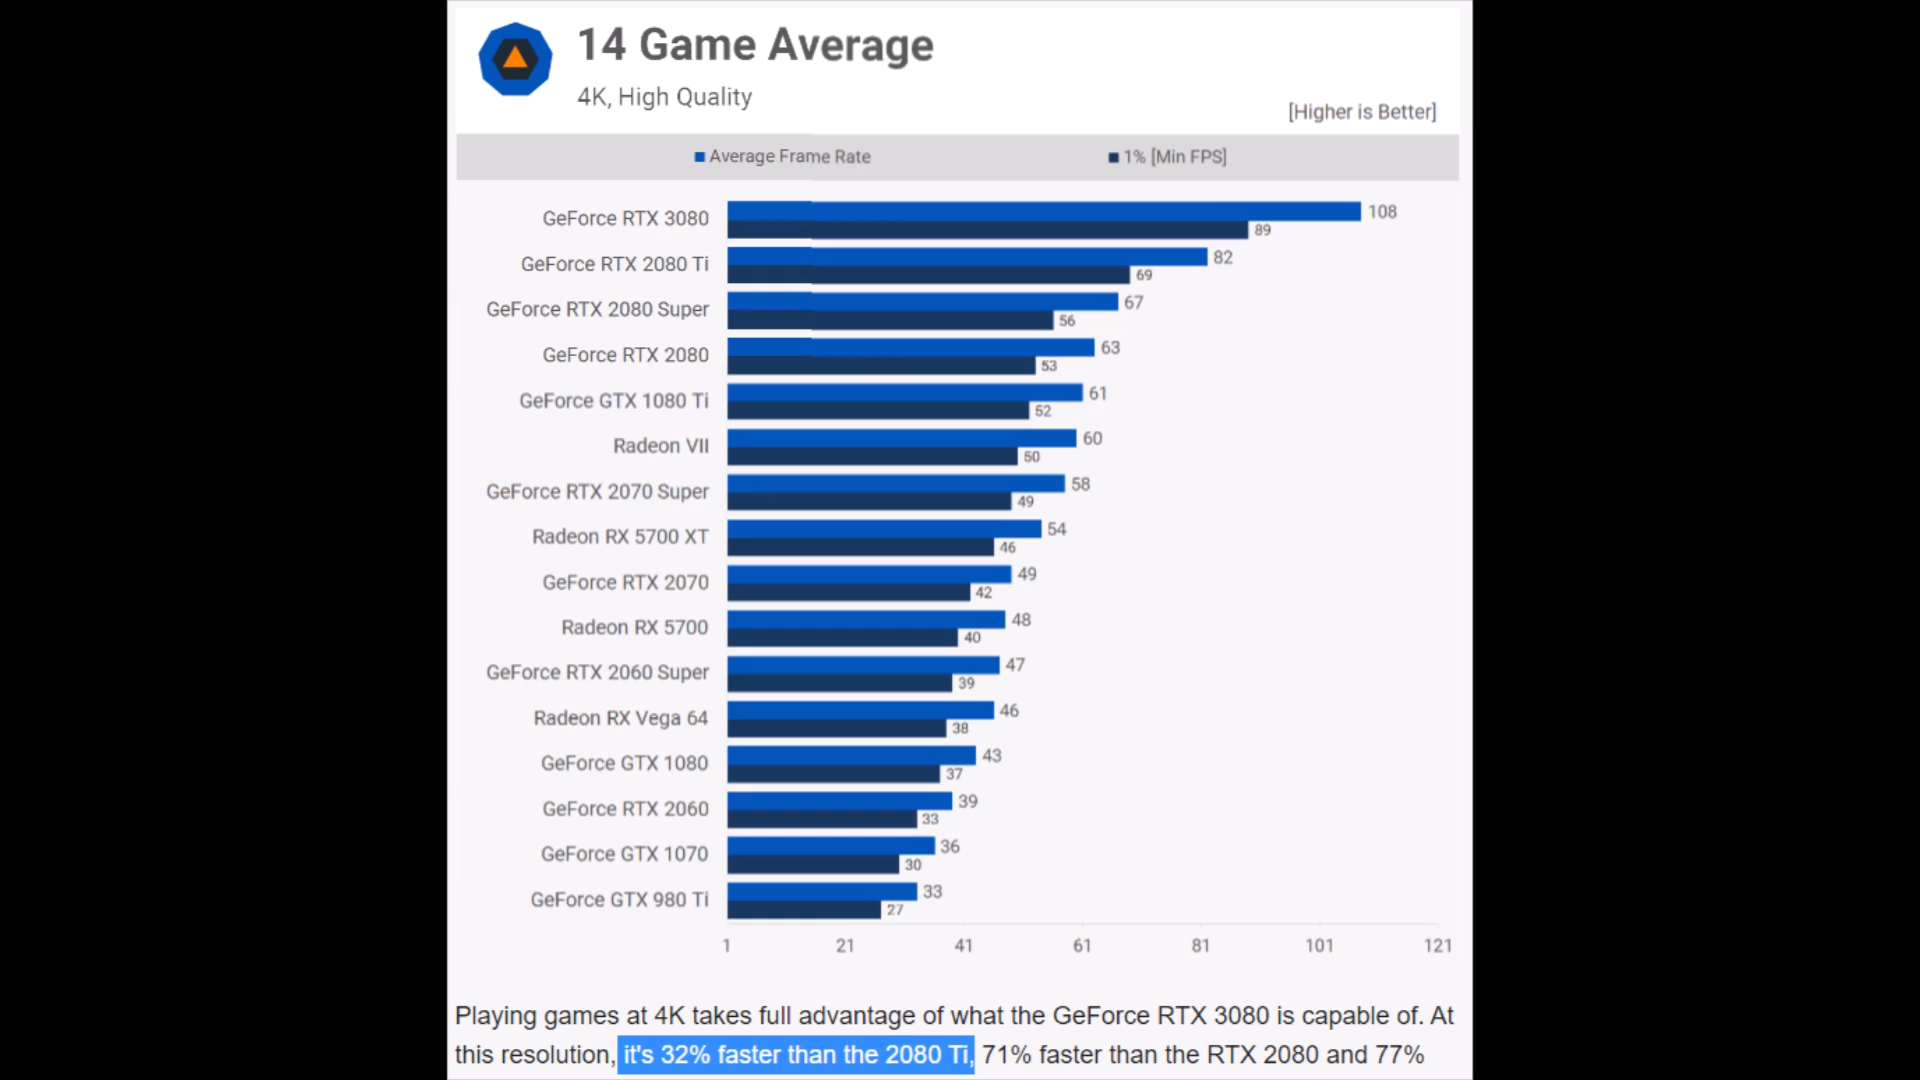 14 Game Average
4K, High Quality
[Higher is Better]
Average Frame Rate
1% [Min FPS]
GeForce RTX 3080
108
89
GeForce RTX 2080 Ti
82
69
GeForce RTX 2080 Super
67
56
GeForce RTX 2080
63
53
GeForce GTX 1080 Ti
61
52
Radeon VII
60
50
GeForce RTX 2070 Super
58
49
Radeon RX 5700 XT
54
46
GeForce RTX 2070
49
42
Radeon RX 5700
48
40
GeForce RTX 2060 Super
47
39
Radeon RX Vega 64
46
38
GeForce GTX 1080
43
37
GeForce RTX 2060
39
33
GeForce GTX 1070
36
30
GeForce GTX 980 Ti
33
27
1 21 41 61 81 101 121
Playing games at 4K takes full advantage of what the GeForce RTX 3080 is capable of. At
this resolution, it's 32% faster than the 2080 Ti, 71% faster than the RTX 2080 and 77%